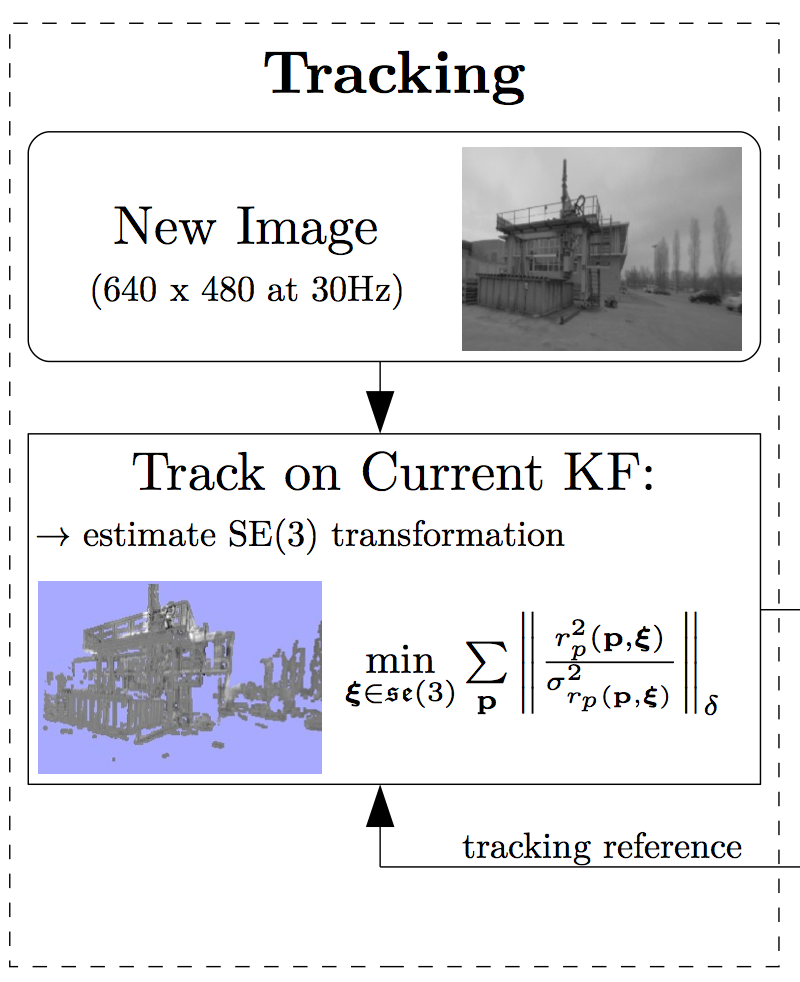 Tracking
New Image
(640 x 480 at 30Hz)
Track on Current KF:
→ estimate SE(3) transformation
min_{𝝃∈𝔰𝔢(3)} ∑_𝐩 ‖ r_p^2(𝐩,𝝃) / σ^2_{r_p(𝐩,𝝃)} ‖_δ
tracking reference